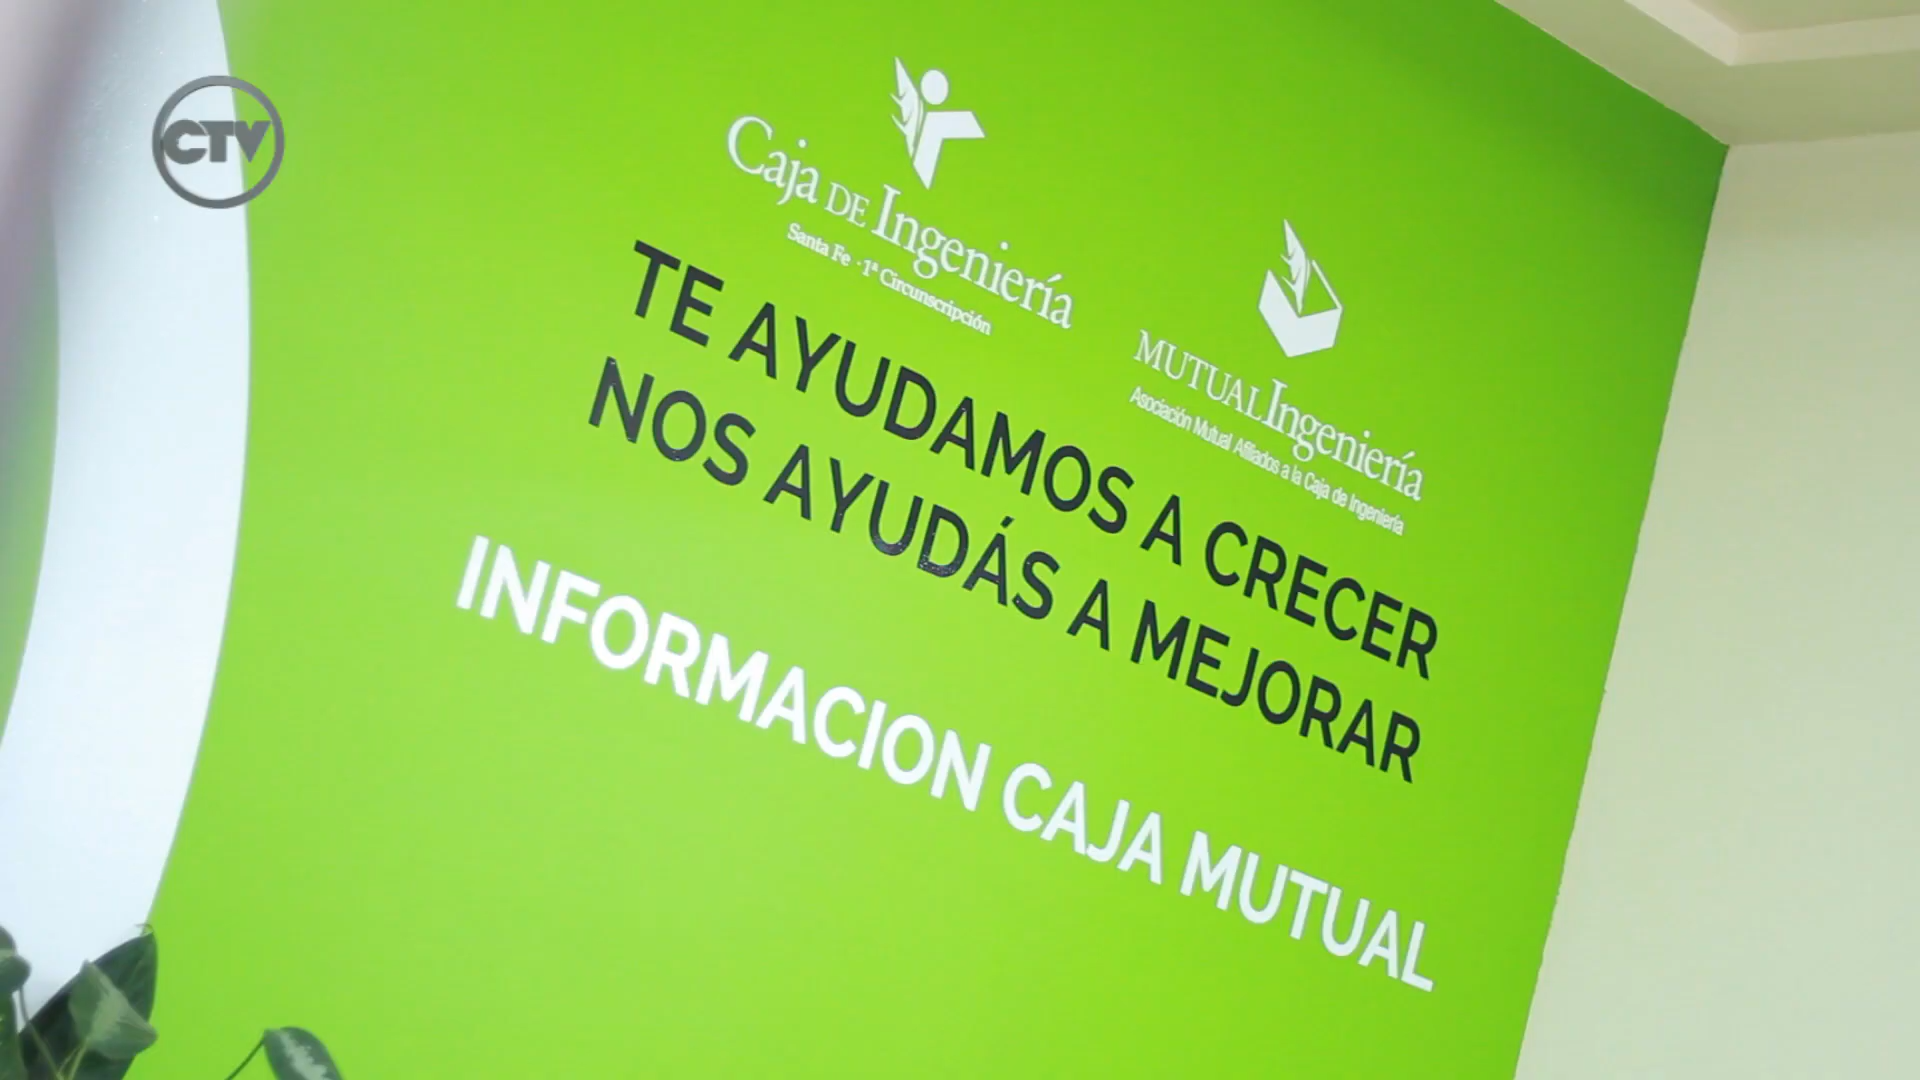 CTV
Caja DE Ingeniería
Santa Fe - 1ª Circunscripción
MUTUAL Ingeniería
Asociación Mutual Afiliados a la Caja de Ingeniería
TE AYUDAMOS A CRECER
NOS AYUDÁS A MEJORAR
INFORMACION CAJA MUTUAL